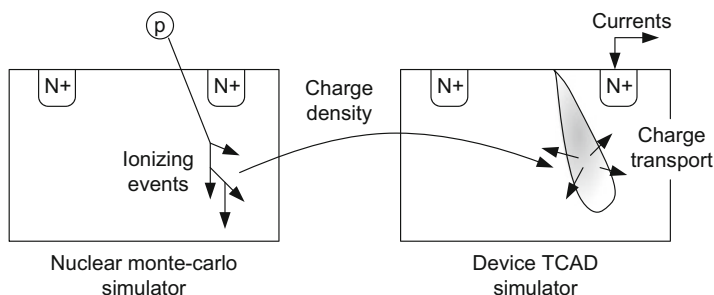 p
Currents
N+
N+
N+
N+
Charge
density
Ionizing
events
Charge
transport
Nuclear monte-carlo
simulator
Device TCAD
simulator